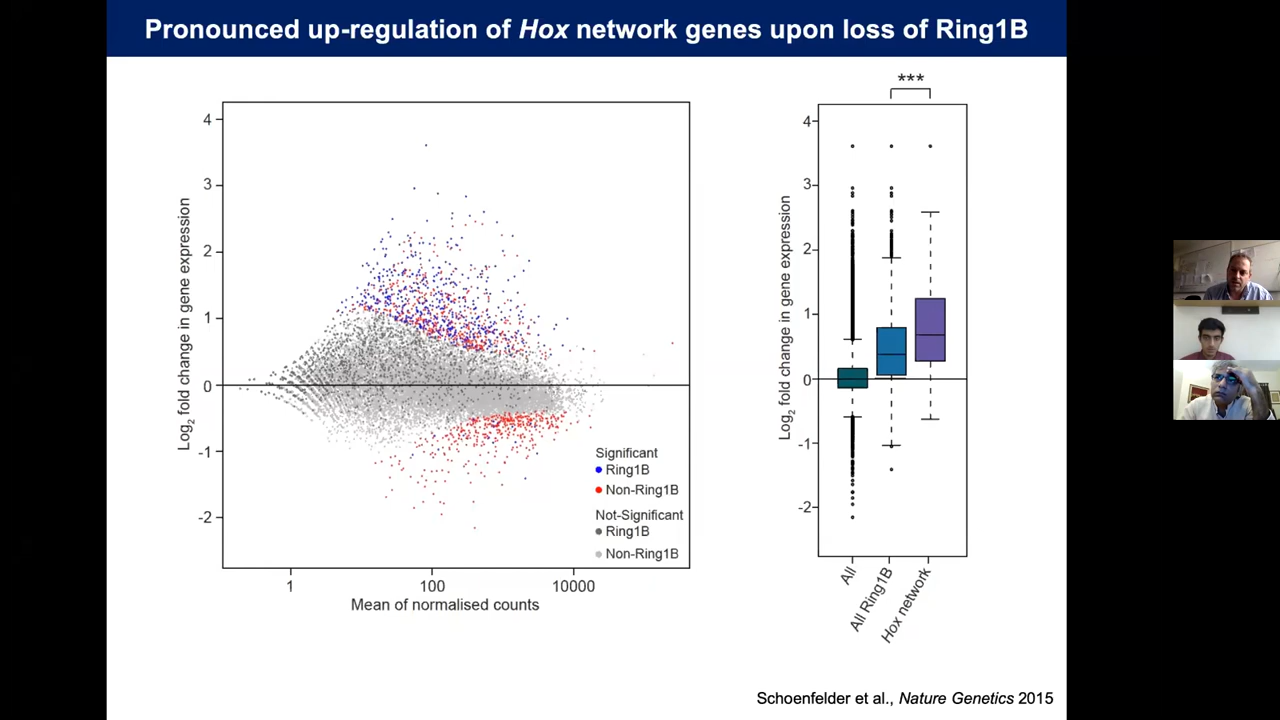 Pronounced up-regulation of Hox network genes upon loss of Ring1B
4
3
2
1
0
-1
-2
Log2 fold change in gene expression
1
100
10000
Mean of normalised counts
Significant
Ring1B
Non-Ring1B
Not-Significant
Ring1B
Non-Ring1B
***
4
3
2
1
0
-1
-2
Log2 fold change in gene expression
All
All Ring1B
Hox network
Schoenfelder et al., Nature Genetics 2015